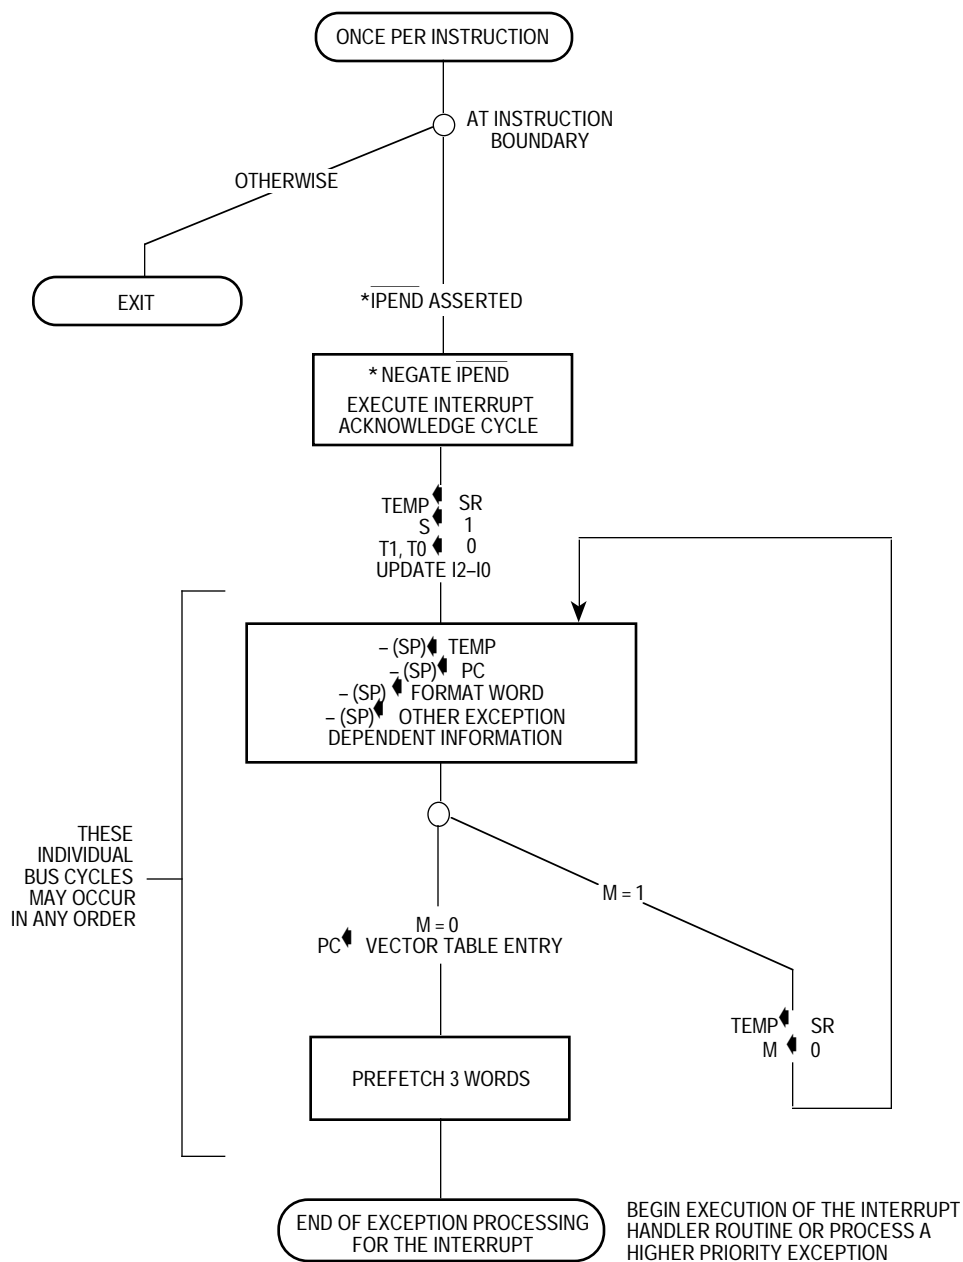 ONCE PER INSTRUCTION
AT INSTRUCTION
BOUNDARY
OTHERWISE
EXIT
*IPEND ASSERTED
* NEGATE IPEND
EXECUTE INTERRUPT
ACKNOWLEDGE CYCLE
TEMP SR
S 1
T1, T0 0
UPDATE I2–I0
– (SP) TEMP
– (SP) PC
– (SP) FORMAT WORD
– (SP) OTHER EXCEPTION
DEPENDENT INFORMATION
THESE
INDIVIDUAL
BUS CYCLES
MAY OCCUR
IN ANY ORDER
M = 1
M = 0
PC VECTOR TABLE ENTRY
TEMP SR
M 0
PREFETCH 3 WORDS
END OF EXCEPTION PROCESSING
FOR THE INTERRUPT
BEGIN EXECUTION OF THE INTERRUPT
HANDLER ROUTINE OR PROCESS A
HIGHER PRIORITY EXCEPTION